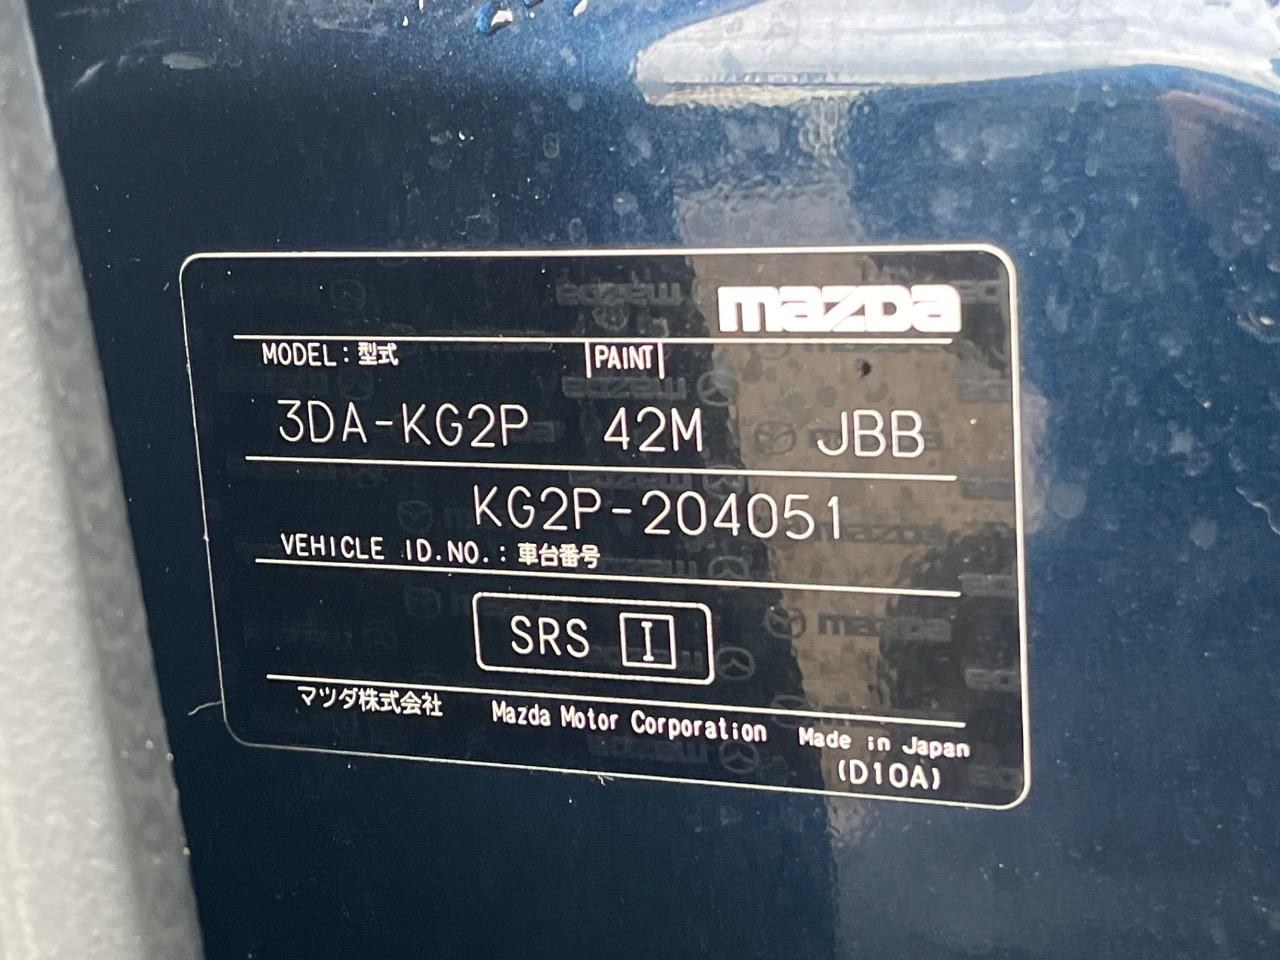 mazda
MODEL：型式 PAINT
3DA-KG2P 42M JBB
KG2P-204051
VEHICLE ID.NO.：車台番号
SRS I
マツダ株式会社 Mazda Motor Corporation Made in Japan
(D10A)